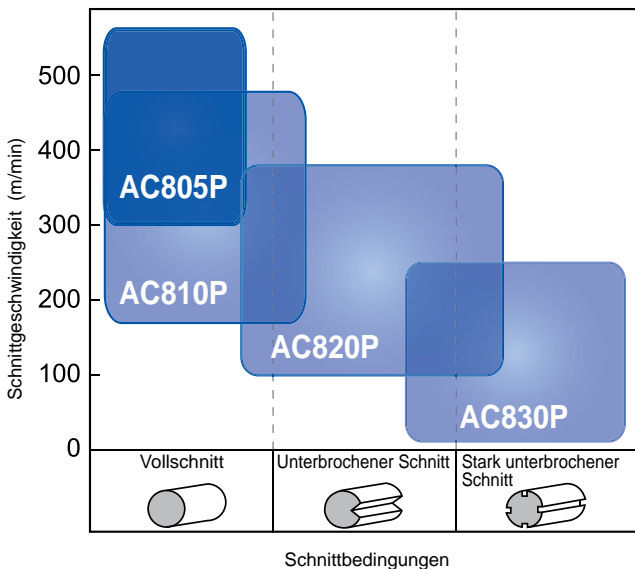 Schnittgeschwindigkeit (m/min)
500
400
300
200
100
0
AC805P
AC810P
AC820P
AC830P
Vollschnitt
Unterbrochener Schnitt
Stark unterbrochener
Schnitt
Schnittbedingungen